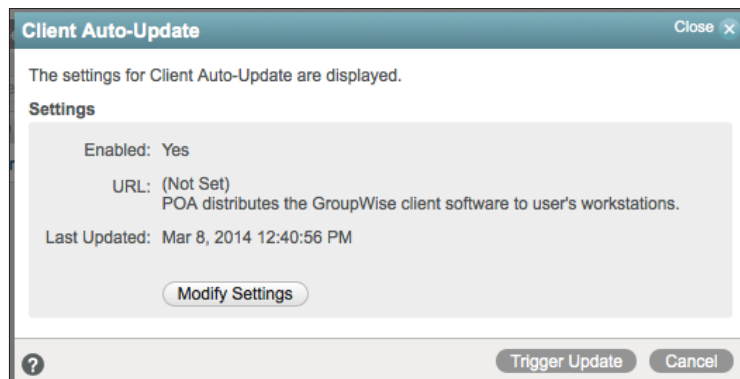 Client Auto-Update
Close
The settings for Client Auto-Update are displayed.
Settings
Enabled: Yes
URL: (Not Set)
POA distributes the GroupWise client software to user's workstations.
Last Updated: Mar 8, 2014 12:40:56 PM
Modify Settings
? Trigger Update Cancel